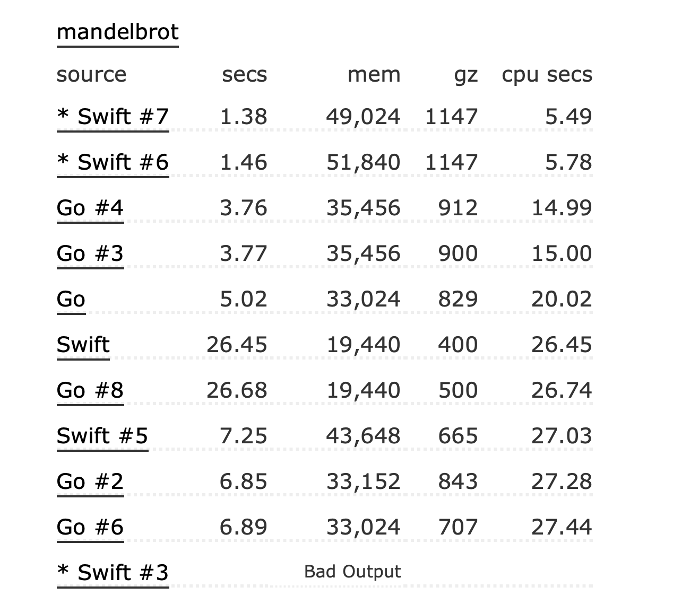 mandelbrot
source secs mem gz cpu secs
* Swift #7 1.38 49,024 1147 5.49
* Swift #6 1.46 51,840 1147 5.78
Go #4 3.76 35,456 912 14.99
Go #3 3.77 35,456 900 15.00
Go 5.02 33,024 829 20.02
Swift 26.45 19,440 400 26.45
Go #8 26.68 19,440 500 26.74
Swift #5 7.25 43,648 665 27.03
Go #2 6.85 33,152 843 27.28
Go #6 6.89 33,024 707 27.44
* Swift #3 Bad Output